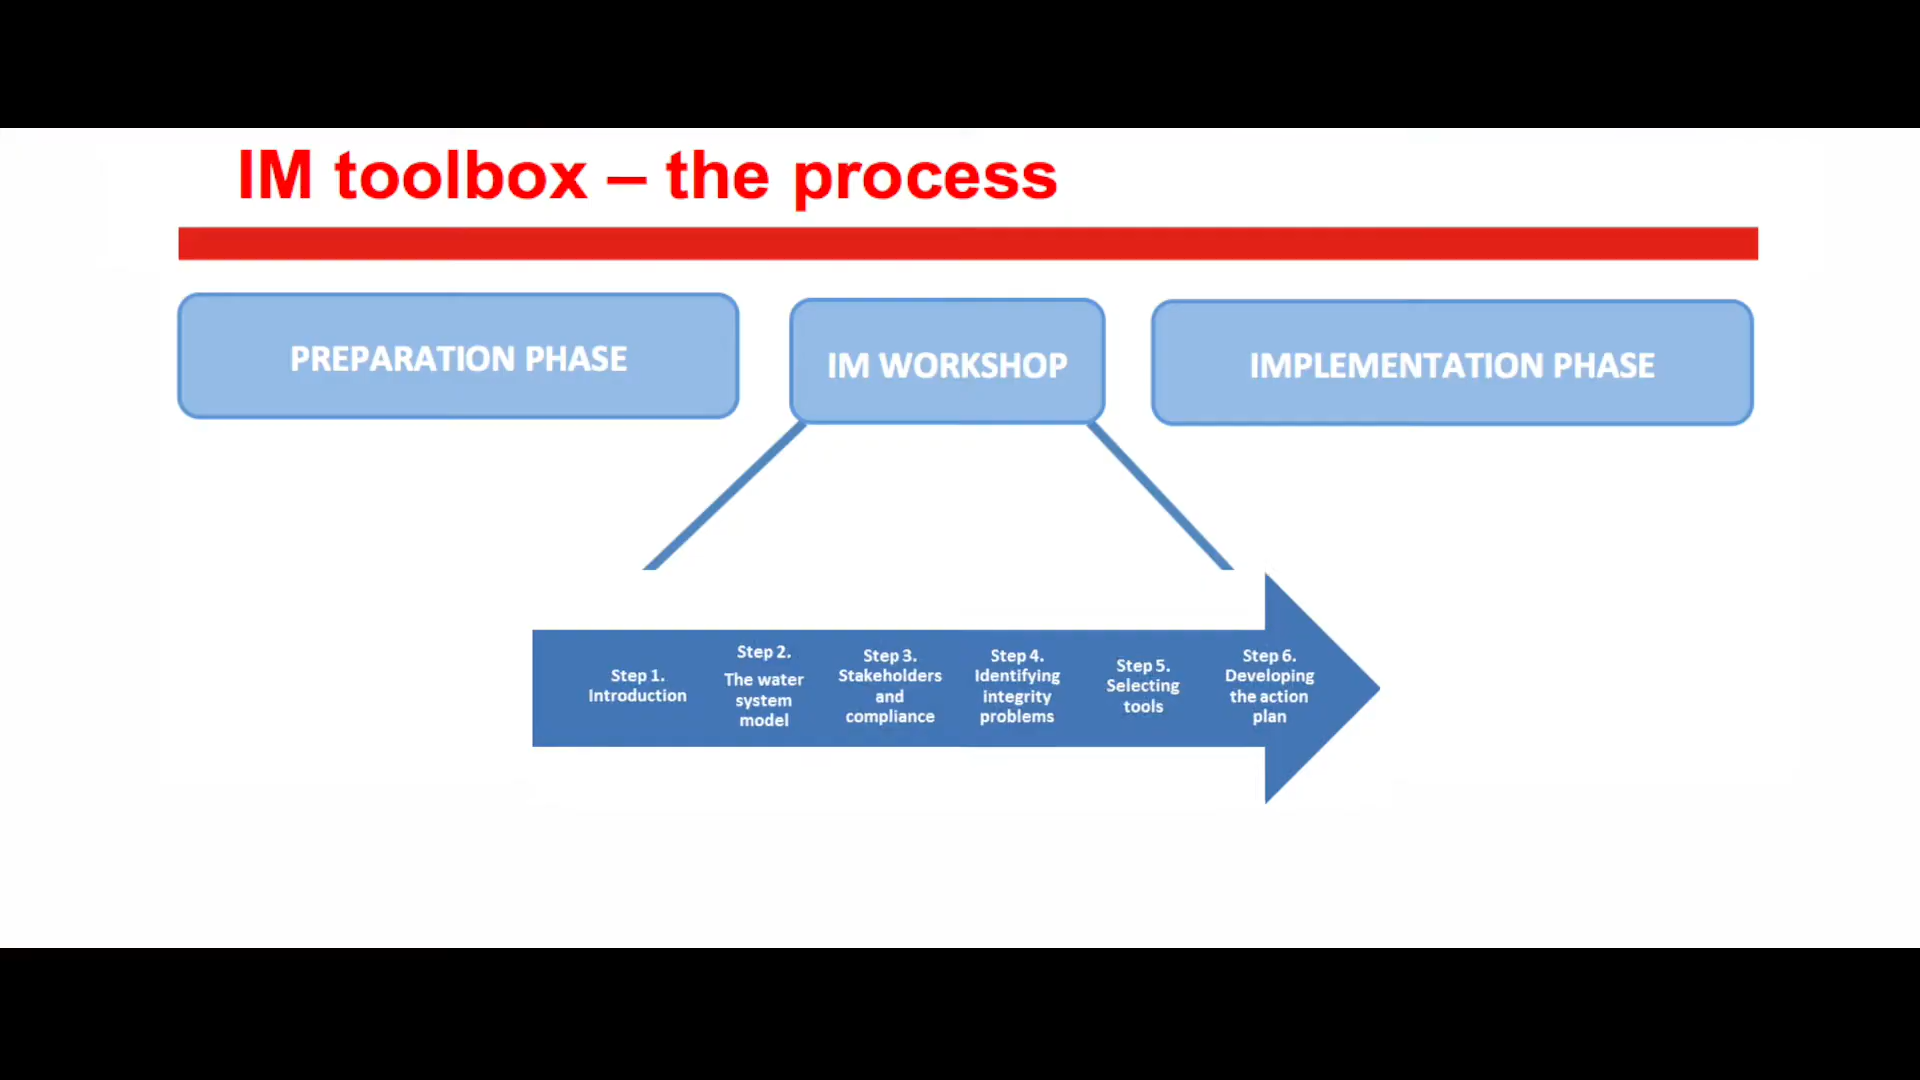 IM toolbox – the process
PREPARATION PHASE
IM WORKSHOP
IMPLEMENTATION PHASE
Step 1.
Introduction
Step 2.
The water
system
model
Step 3.
Stakeholders
and
compliance
Step 4.
Identifying
integrity
problems
Step 5.
Selecting
tools
Step 6.
Developing
the action
plan